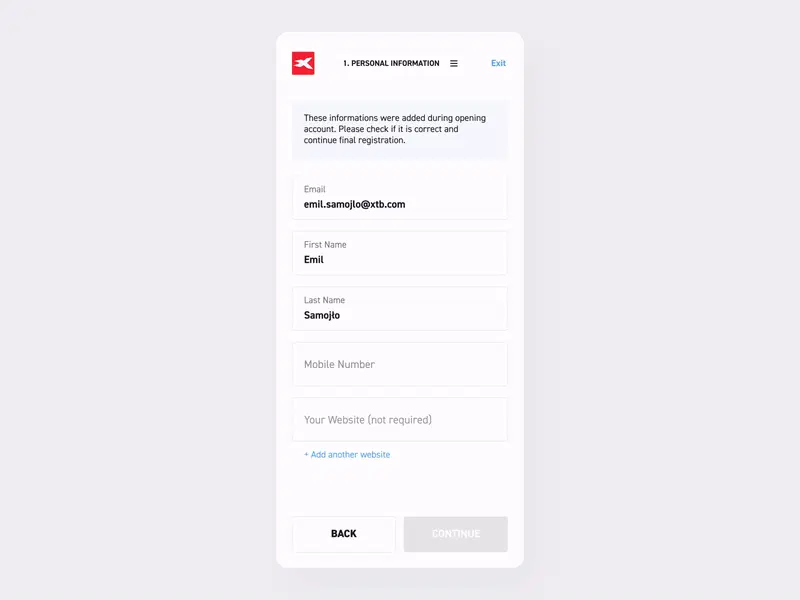 1. PERSONAL INFORMATION
Exit
These informations were added during opening
account. Please check if it is correct and
continue final registration.
Email
emil.samojlo@xtb.com
First Name
Emil
Last Name
Samojło
Mobile Number
Your Website (not required)
+ Add another website
BACK
CONTINUE